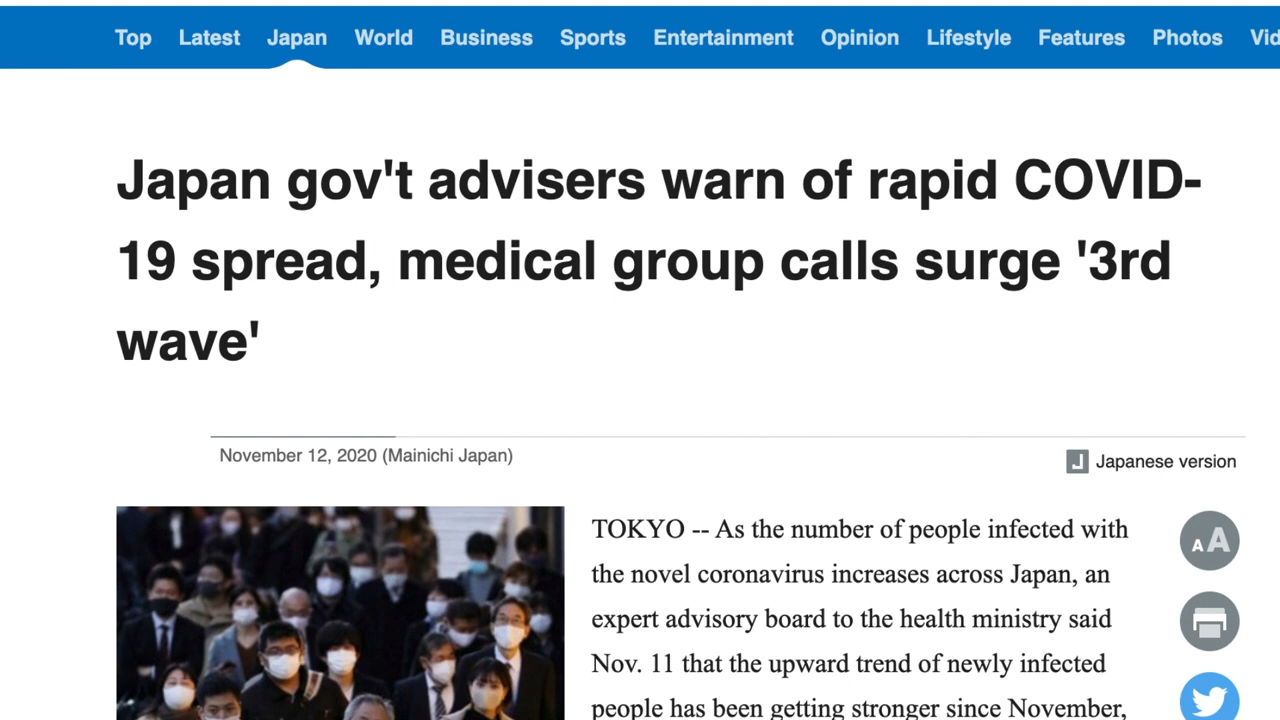 Top Latest Japan World Business Sports Entertainment Opinion Lifestyle Features Photos Vid
Japan gov't advisers warn of rapid COVID-
19 spread, medical group calls surge '3rd
wave'
November 12, 2020 (Mainichi Japan)
J Japanese version
TOKYO -- As the number of people infected with
the novel coronavirus increases across Japan, an
expert advisory board to the health ministry said
Nov. 11 that the upward trend of newly infected
people has been getting stronger since November,
AA